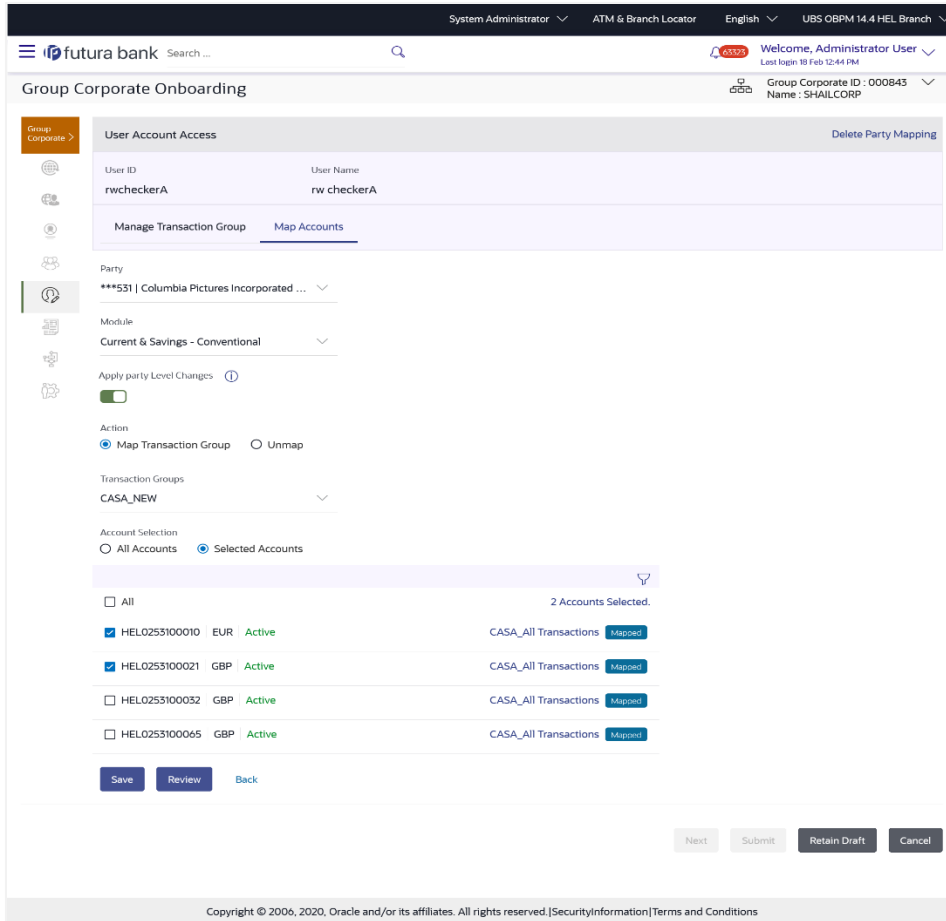 System Administrator ATM & Branch Locator English UBS OBPM 14.4 HEL Branch
futura bank Search ... 63323 Welcome, Administrator User
Last login 18 Feb 12:44 PM
Group Corporate Onboarding
Group Corporate ID : 000843
Name : SHAILCORP
Group
Corporate >
User Account Access Delete Party Mapping
User ID User Name
rwcheckerA rw checkerA
Manage Transaction Group Map Accounts
Party
***531 | Columbia Pictures Incorporated ...
Module
Current & Savings - Conventional
Apply party Level Changes
Action
Map Transaction Group Unmap
Transaction Groups
CASA_NEW
Account Selection
All Accounts Selected Accounts
All 2 Accounts Selected.
HEL0253100010 EUR Active CASA_All Transactions Mapped
HEL0253100021 GBP Active CASA_All Transactions Mapped
HEL0253100032 GBP Active CASA_All Transactions Mapped
HEL0253100065 GBP Active CASA_All Transactions Mapped
Save Review Back
Next Submit Retain Draft Cancel
Copyright © 2006, 2020, Oracle and/or its affiliates. All rights reserved.|SecurityInformation|Terms and Conditions